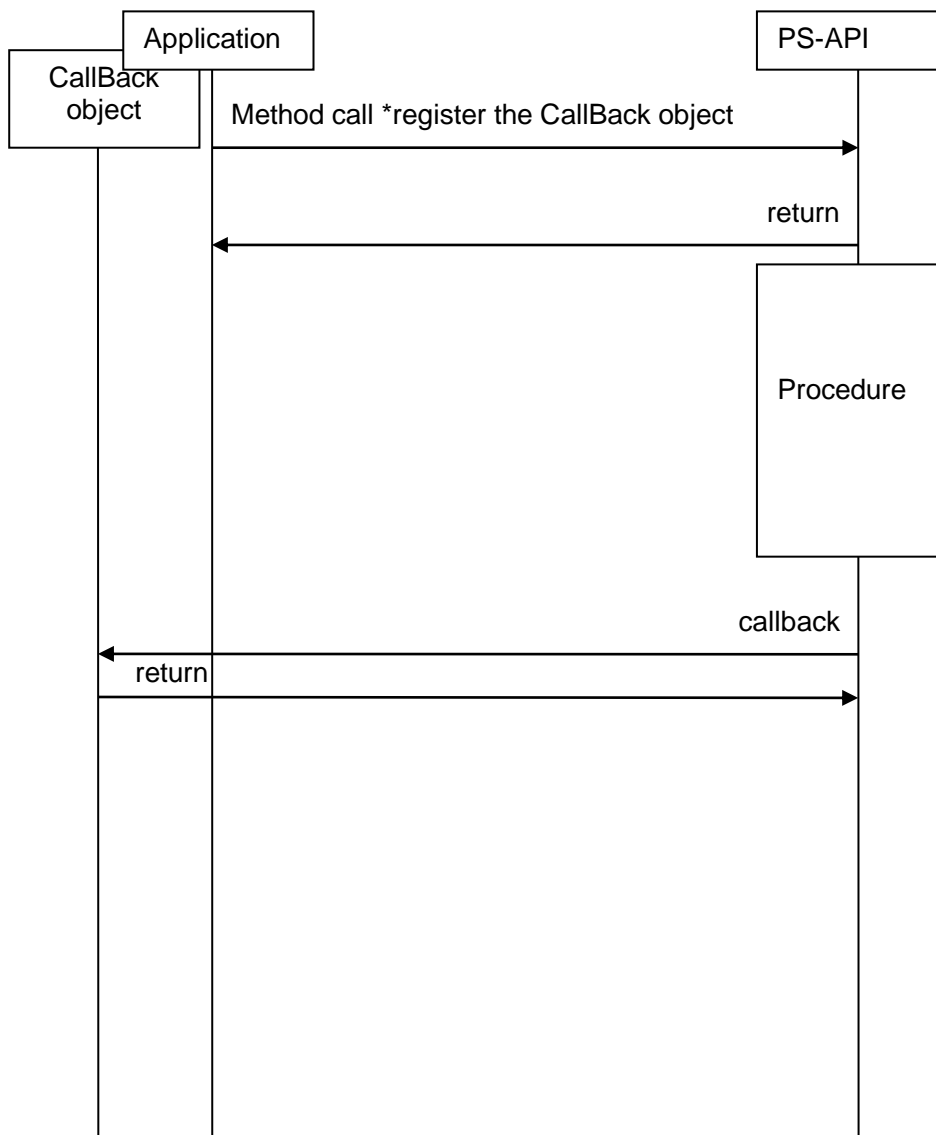 Application
PS-API
CallBack
object
Method call *register the CallBack object
return
Procedure
callback
return